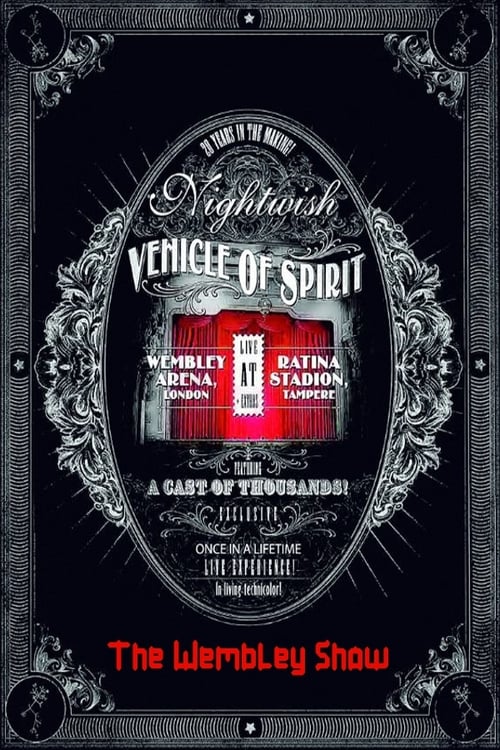 20 YEARS IN THE MAKING!
Nightwish
VEHICLE OF SPIRIT
LIVE
AT
+ EXTRAS
WEMBLEY
ARENA,
LONDON
RATINA
STADION,
TAMPERE
FEATURING
A CAST OF THOUSANDS!
EXCLUSIVE
ONCE IN A LIFETIME
LIVE EXPERIENCE!
In living technicolor!
The Wembley Show